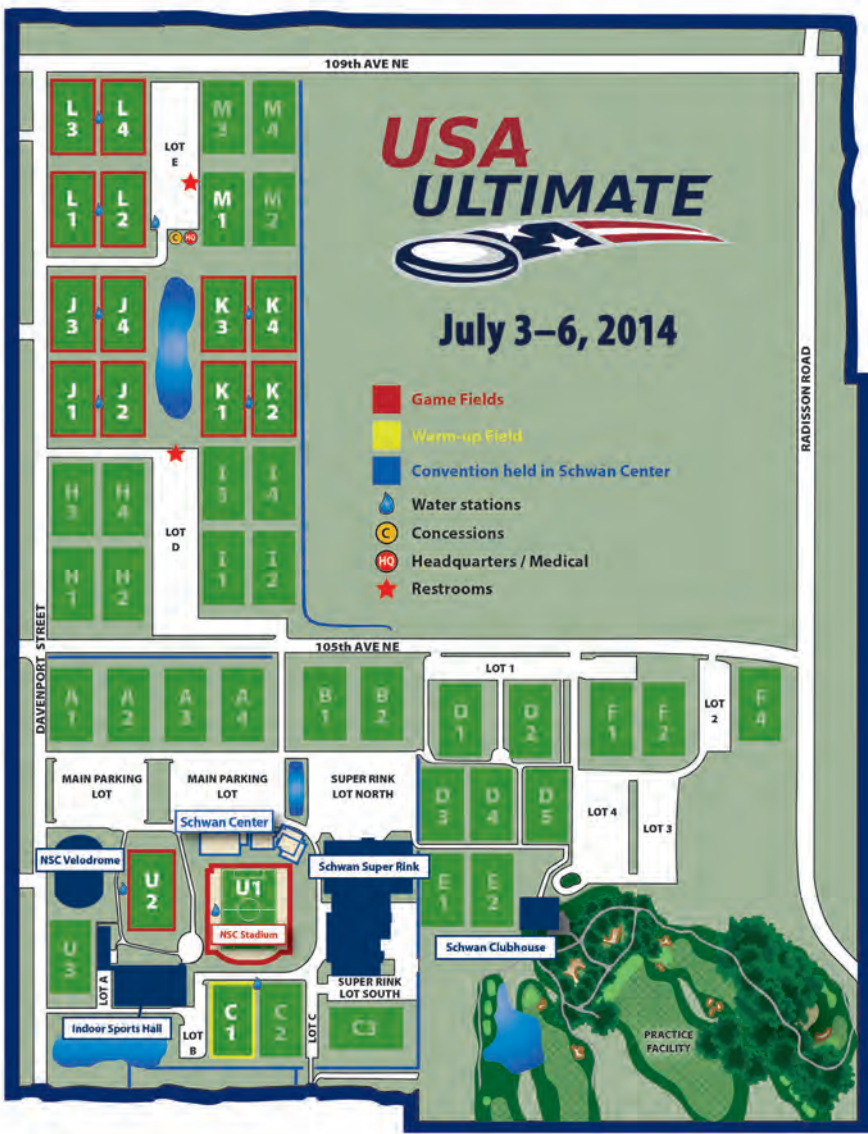 109th AVE NE
L
3
L
4
LOT
E
M
3
M
4
L
1
L
2
M
1
M
2
C
HQ
USA
ULTIMATE
July 3–6, 2014
J
3
J
4
K
3
K
4
J
1
J
2
K
1
K
2
Game Fields
Warm-up Field
Convention held in Schwan Center
Water stations
C
Concessions
HQ
Headquarters / Medical
Restrooms
RADISSON ROAD
H
3
H
4
LOT
D
I
3
I
4
H
1
H
2
I
1
I
2
DAVENPORT STREET
105th AVE NE
A
1
A
2
A
3
A
4
B
1
B
2
LOT 1
D
1
D
2
F
1
F
2
LOT
2
F
4
MAIN PARKING
LOT
MAIN PARKING
LOT
SUPER RINK
LOT NORTH
D
3
D
4
D
5
LOT 4
LOT 3
Schwan Center
NSC Velodrome
Schwan Super Rink
U
2
U1
NSC Stadium
E
1
E
2
Schwan Clubhouse
U
3
LOT A
Indoor Sports Hall
LOT
B
C
1
C
2
LOT C
SUPER RINK
LOT SOUTH
C3
PRACTICE
FACILITY